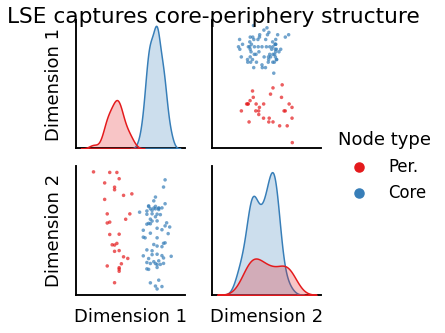 LSE captures core-periphery structure
Dimension 1
Node type
Per.
Core
Dimension 2
Dimension 1
Dimension 2